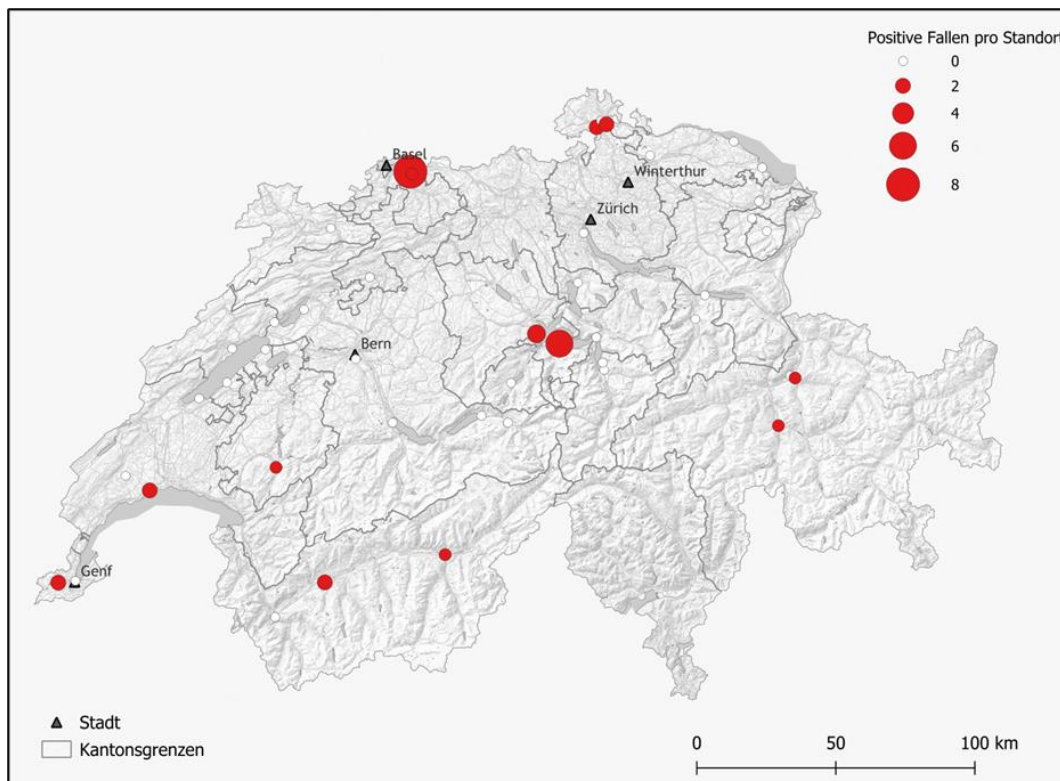 Positive Fallen pro Standort
0
2
4
6
8
Basel
Winterthur
Zürich
Bern
Genf
Stadt
Kantonsgrenzen
0 50 100 km